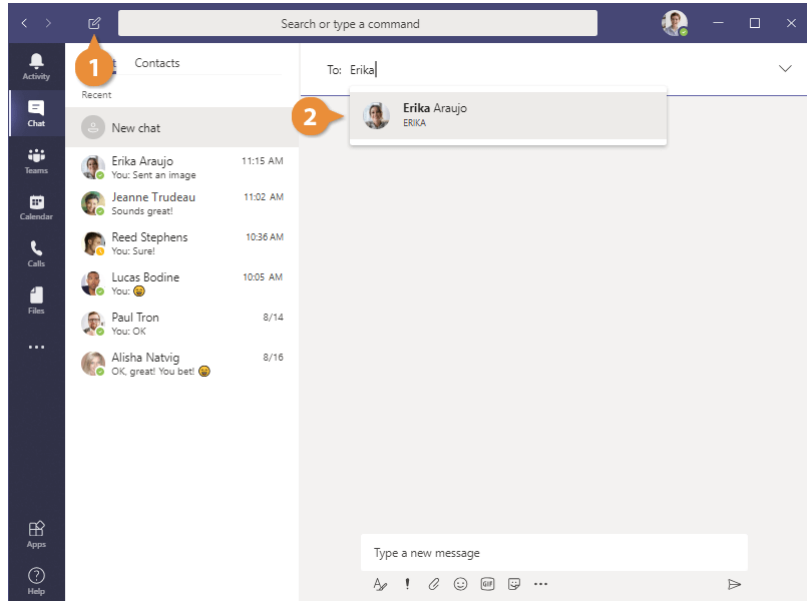 Search or type a command
Activity
Chat
Teams
Calendar
Calls
Files
Apps
Help
1
Contacts
Recent
New chat
Erika Araujo 11:15 AM
You: Sent an image
Jeanne Trudeau 11:02 AM
Sounds great!
Reed Stephens 10:36 AM
You: Sure!
Lucas Bodine 10:05 AM
You: 😄
Paul Tron 8/14
You: OK
Alisha Natvig 8/16
OK, great! You bet! 😄
To: Erika
2
Erika Araujo
ERIKA
Type a new message
GIF